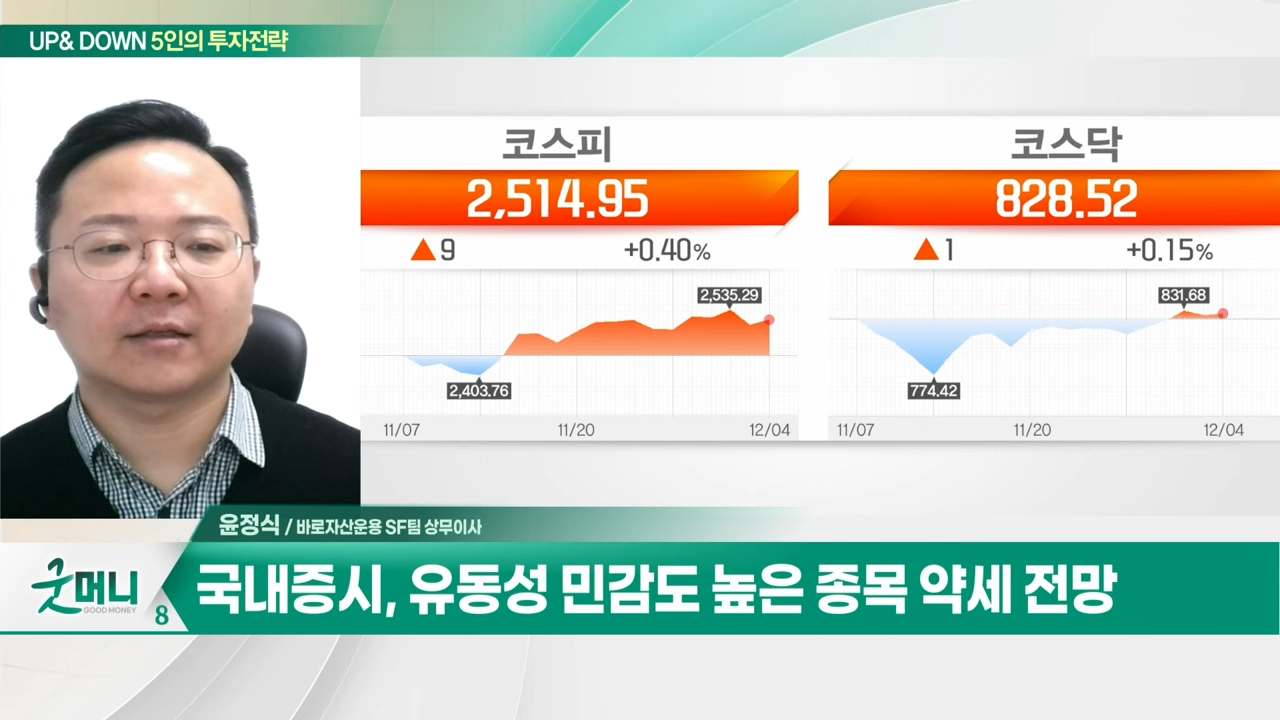 UP& DOWN 5인의 투자전략
코스피
2,514.95
▲9 +0.40%
2,535.29
2,403.76
11/07 11/20 12/04
코스닥
828.52
▲1 +0.15%
831.68
774.42
11/07 11/20 12/04
윤정식 / 바로자산운용 SF팀 상무이사
굿머니
GOOD MONEY
8
국내증시, 유동성 민감도 높은 종목 약세 전망